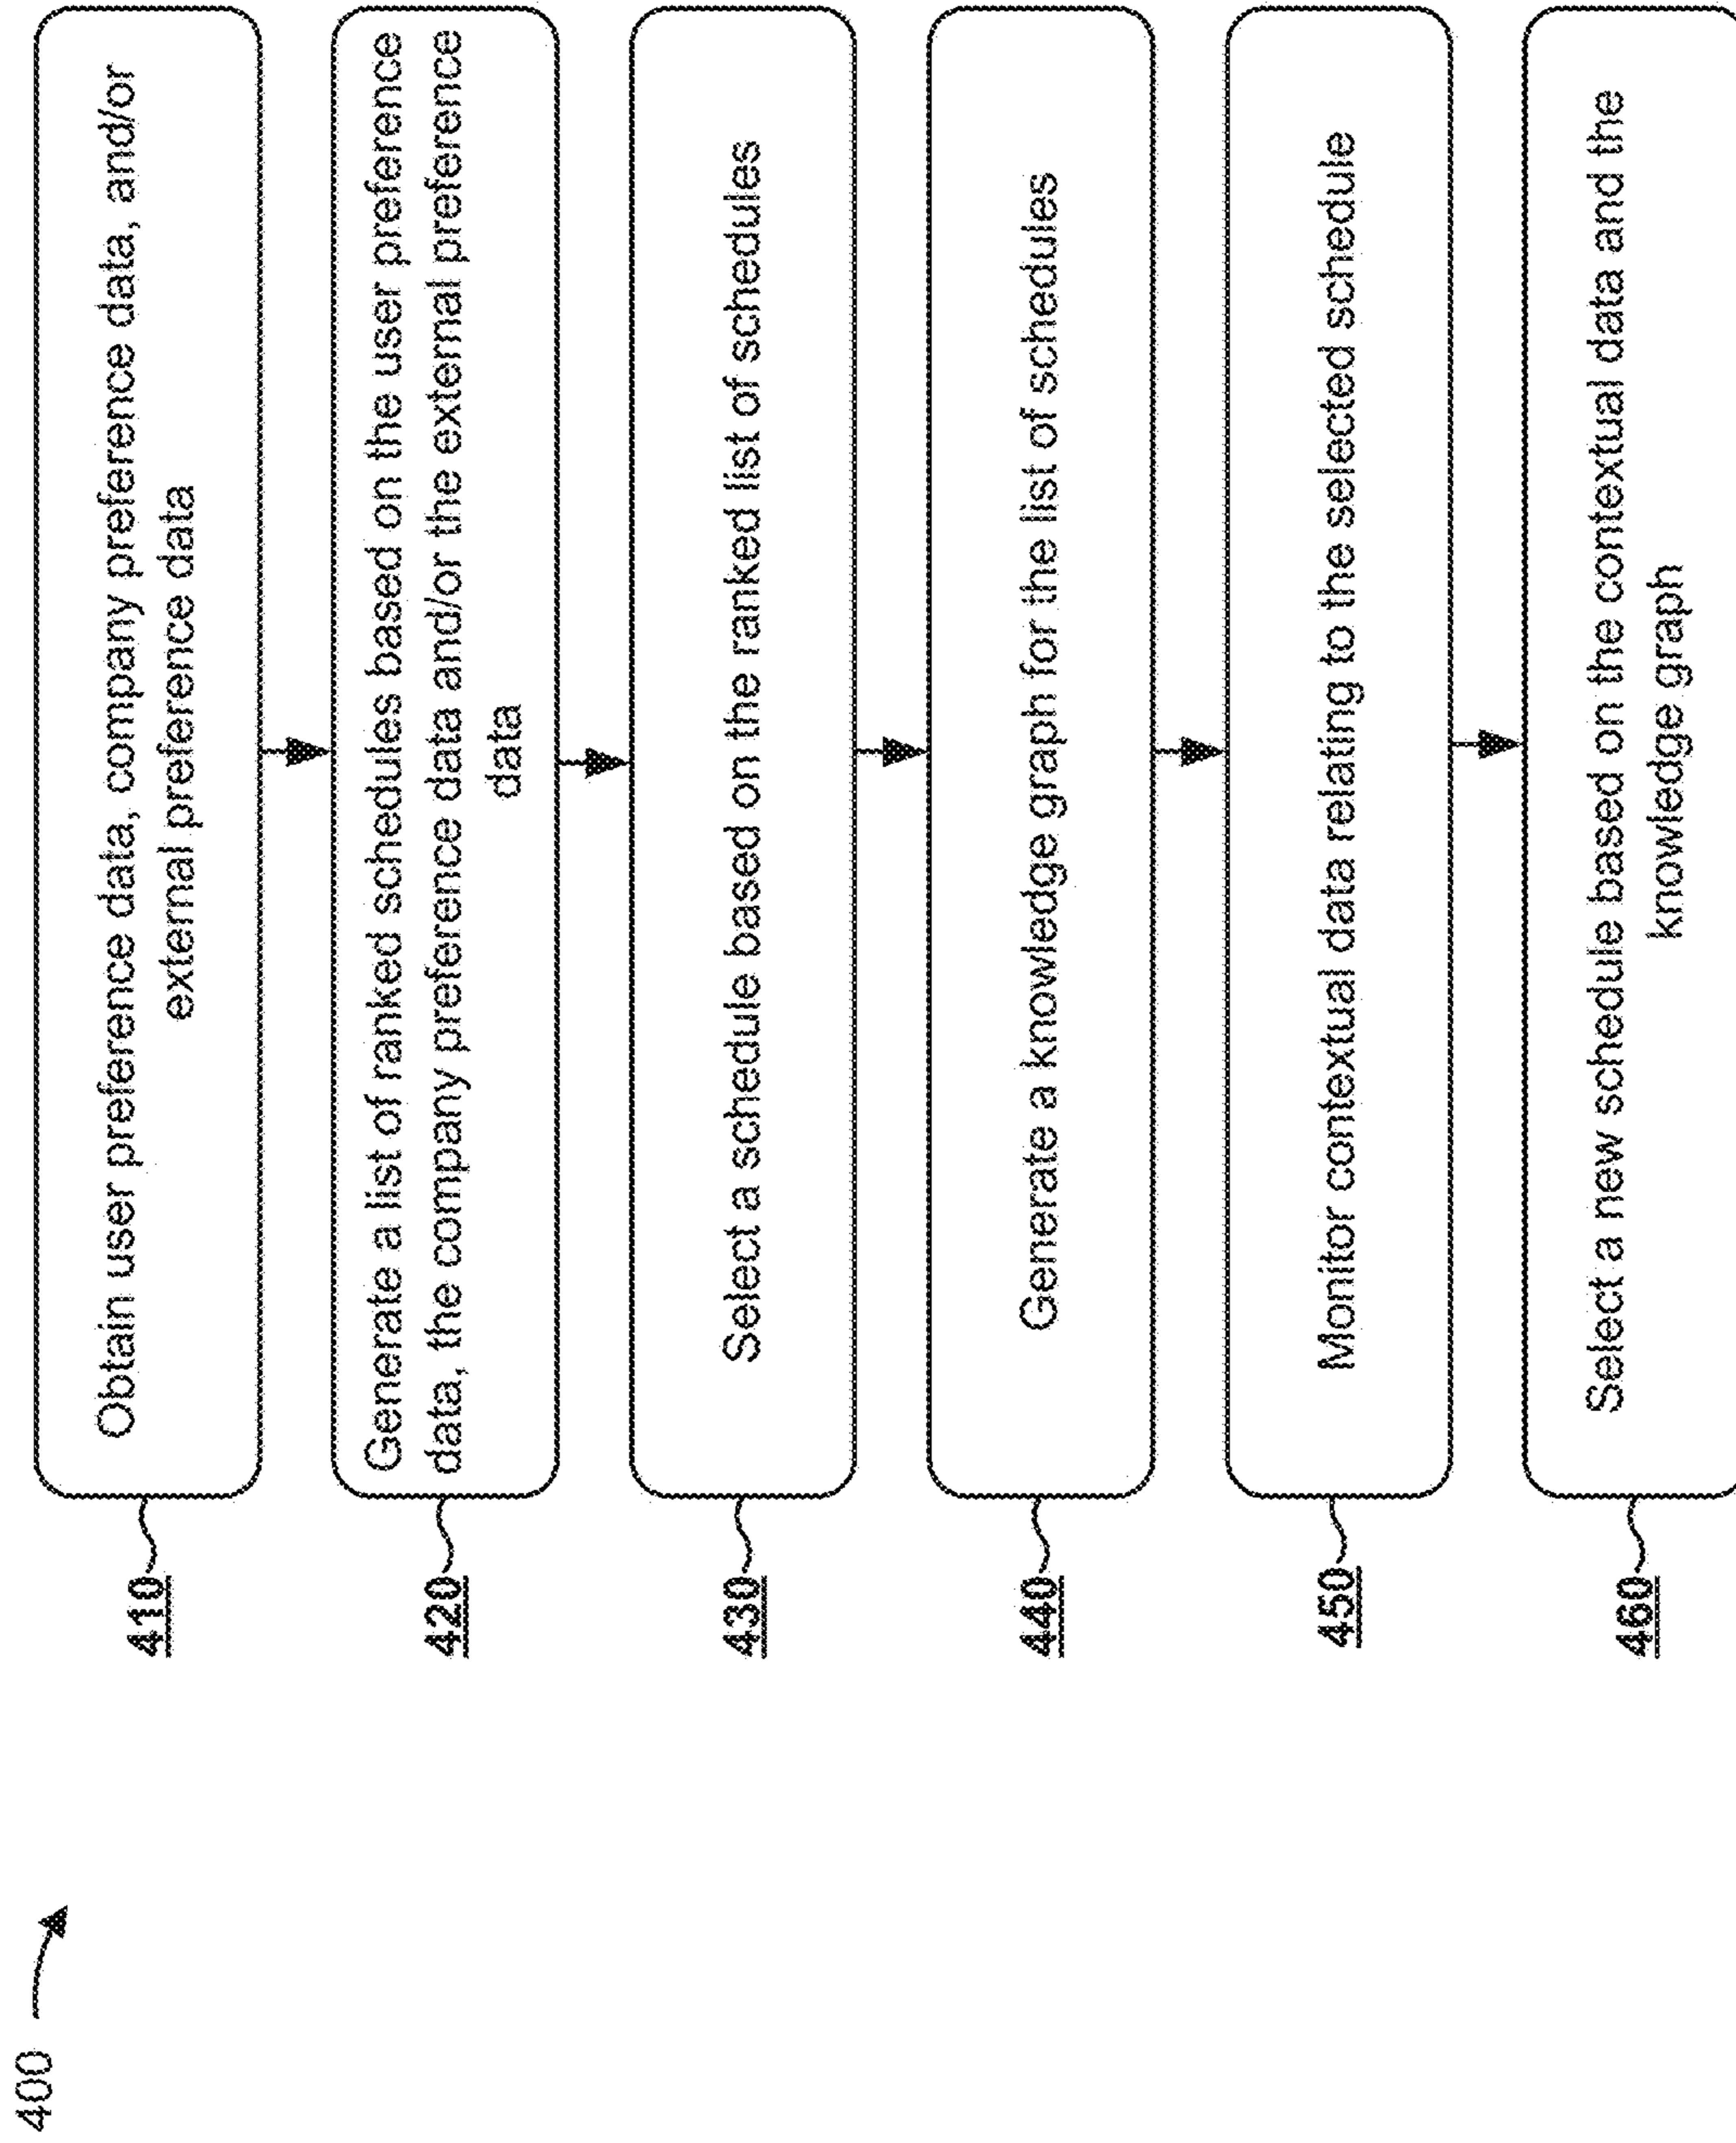 400
410
Obtain user preference data, company preference data, and/or
external preference data
420
Generate a list of ranked schedules based on the user preference
data, the company preference data and/or the external preference
data
430
Select a schedule based on the ranked list of schedules
440
Generate a knowledge graph for the list of schedules
450
Monitor contextual data relating to the selected schedule
460
Select a new schedule based on the contextual data and the
knowledge graph